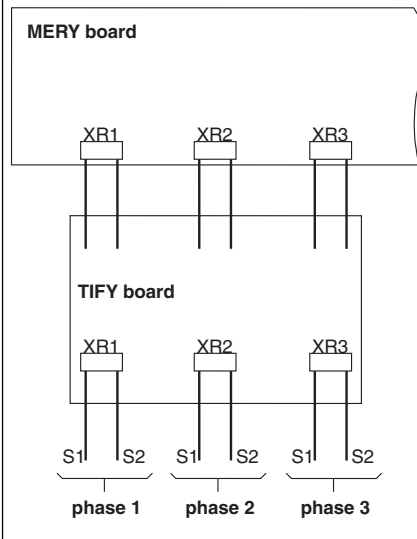 MERY board
XR1 XR2 XR3
TIFY board
XR1 XR2 XR3
S1 S2 S1 S2 S1 S2
phase 1 phase 2 phase 3